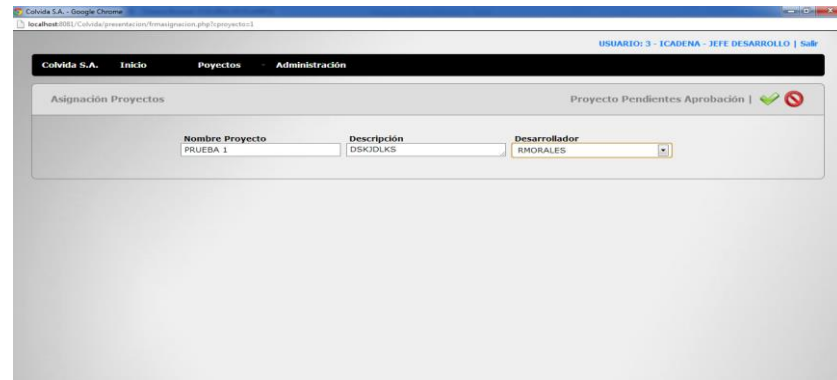 Colvida S.A. - Google Chrome
localhost:8081/Colvida/presentacion/frmasignacion.php?cproyecto=1
USUARIO: 3 - ICADENA - JEFE DESARROLLO | Salir
Colvida S.A. Inicio Poyectos - Administración
Asignación Proyectos Proyecto Pendientes Aprobación |
Nombre Proyecto Descripción Desarrollador
PRUEBA 1 DSKJDLKS RMORALES